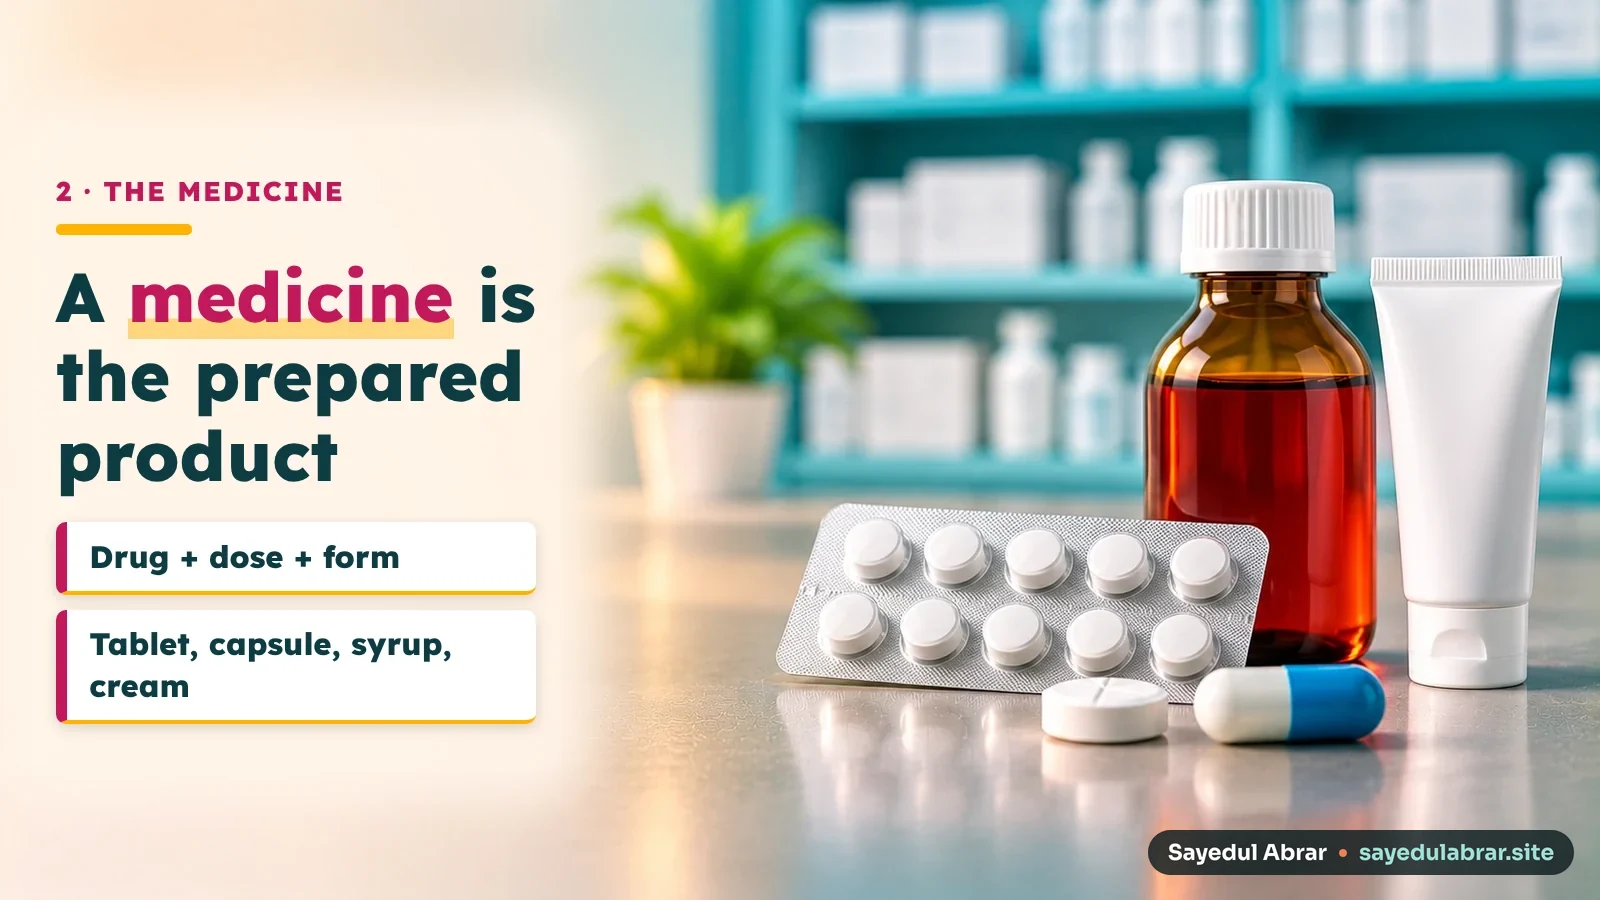 2 · THE MEDICINE
A medicine is
the prepared
product
Drug + dose + form
Tablet, capsule, syrup,
cream
Sayedul Abrar • sayedulabrar.site